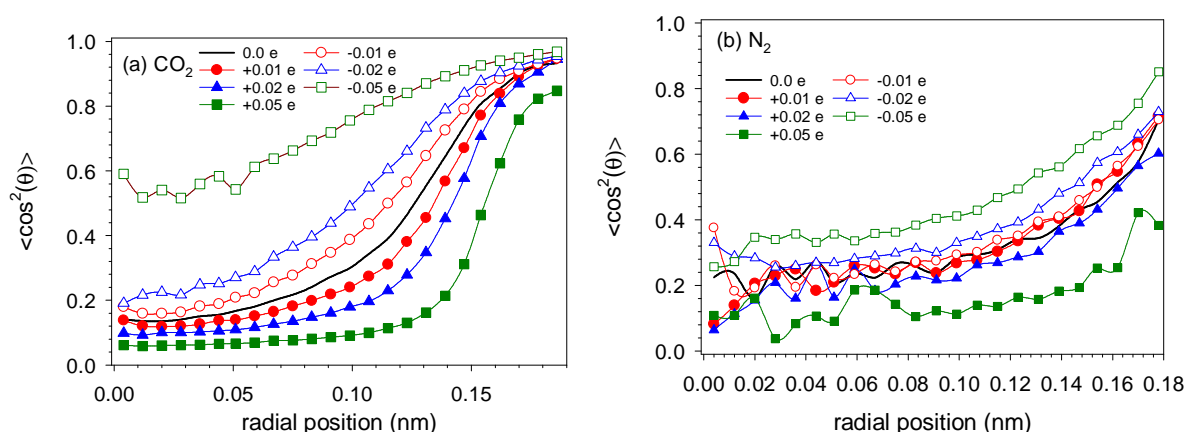 (a) CO₂
0.0 e
+0.01 e
+0.02 e
+0.05 e
-0.01 e
-0.02 e
-0.05 e
<cos²(θ)>
1.0
0.8
0.6
0.4
0.2
0.0
0.00 0.05 0.10 0.15
radial position (nm)
(b) N₂
0.0 e
+0.01 e
+0.02 e
+0.05 e
-0.01 e
-0.02 e
-0.05 e
<cos²(θ)>
1.0
0.8
0.6
0.4
0.2
0.0
0.00 0.02 0.04 0.06 0.08 0.10 0.12 0.14 0.16 0.18
radial position (nm)